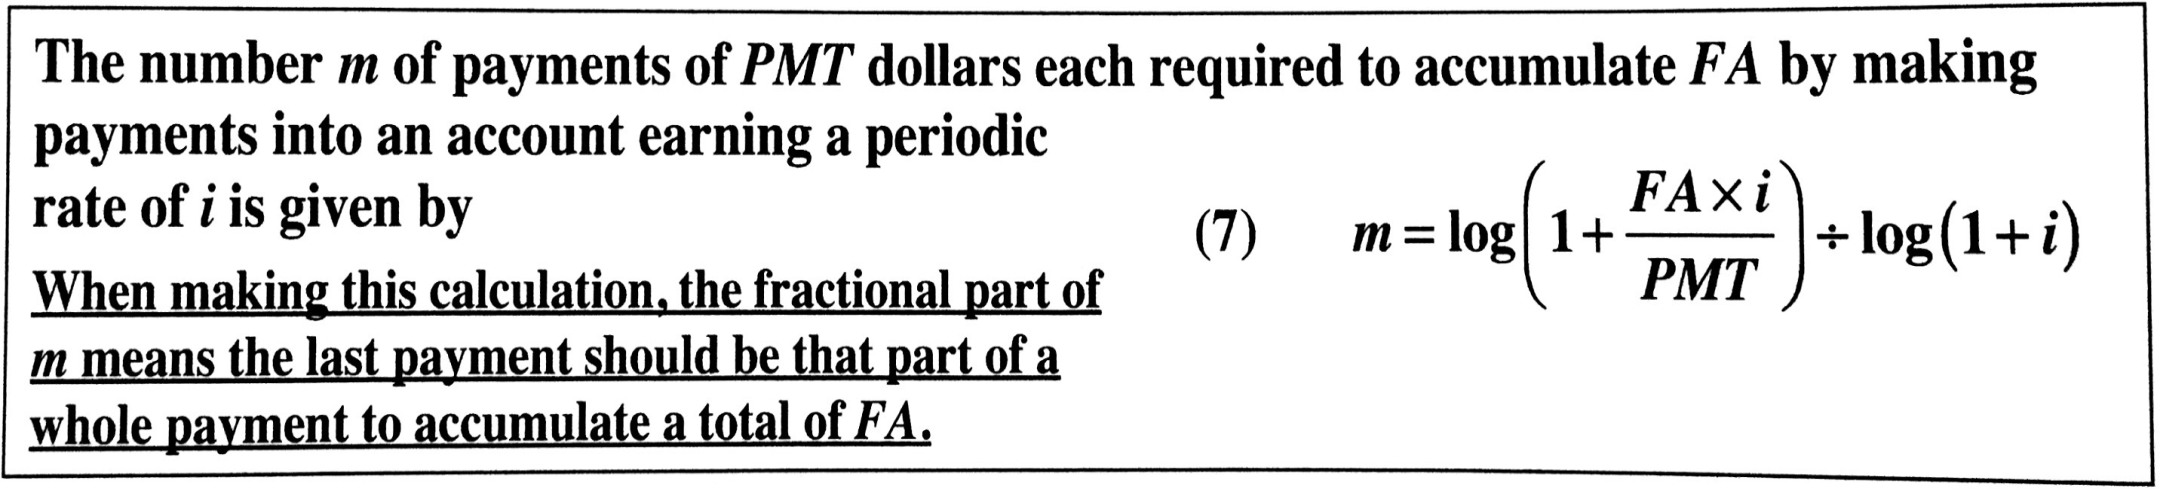 The number m of payments of PMT dollars each required to accumulate FA by making
payments into an account earning a periodic
rate of i is given by
(7) m = log(1 + FA × i / PMT) ÷ log(1 + i)
When making this calculation, the fractional part of
m means the last payment should be that part of a
whole payment to accumulate a total of FA.